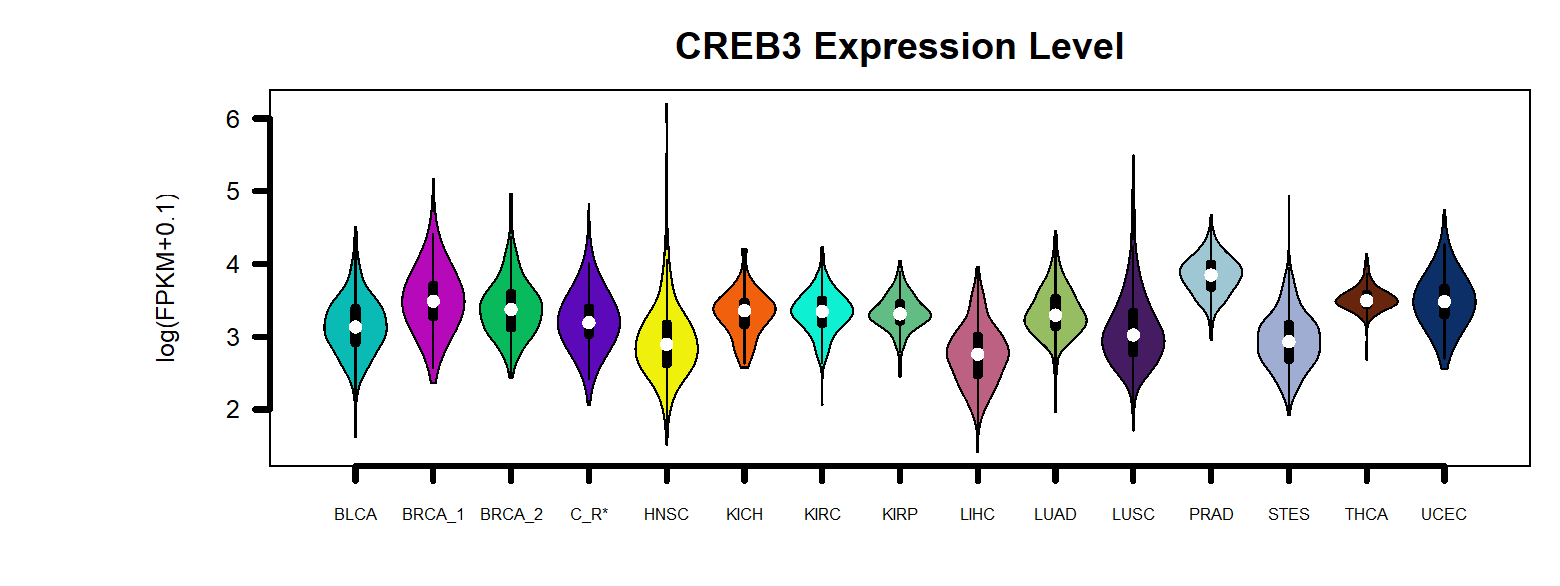 CREB3 Expression Level
log(FPKM+0.1)
6
5
4
3
2
BLCA BRCA_1 BRCA_2 C_R* HNSC KICH KIRC KIRP LIHC LUAD LUSC PRAD STES THCA UCEC